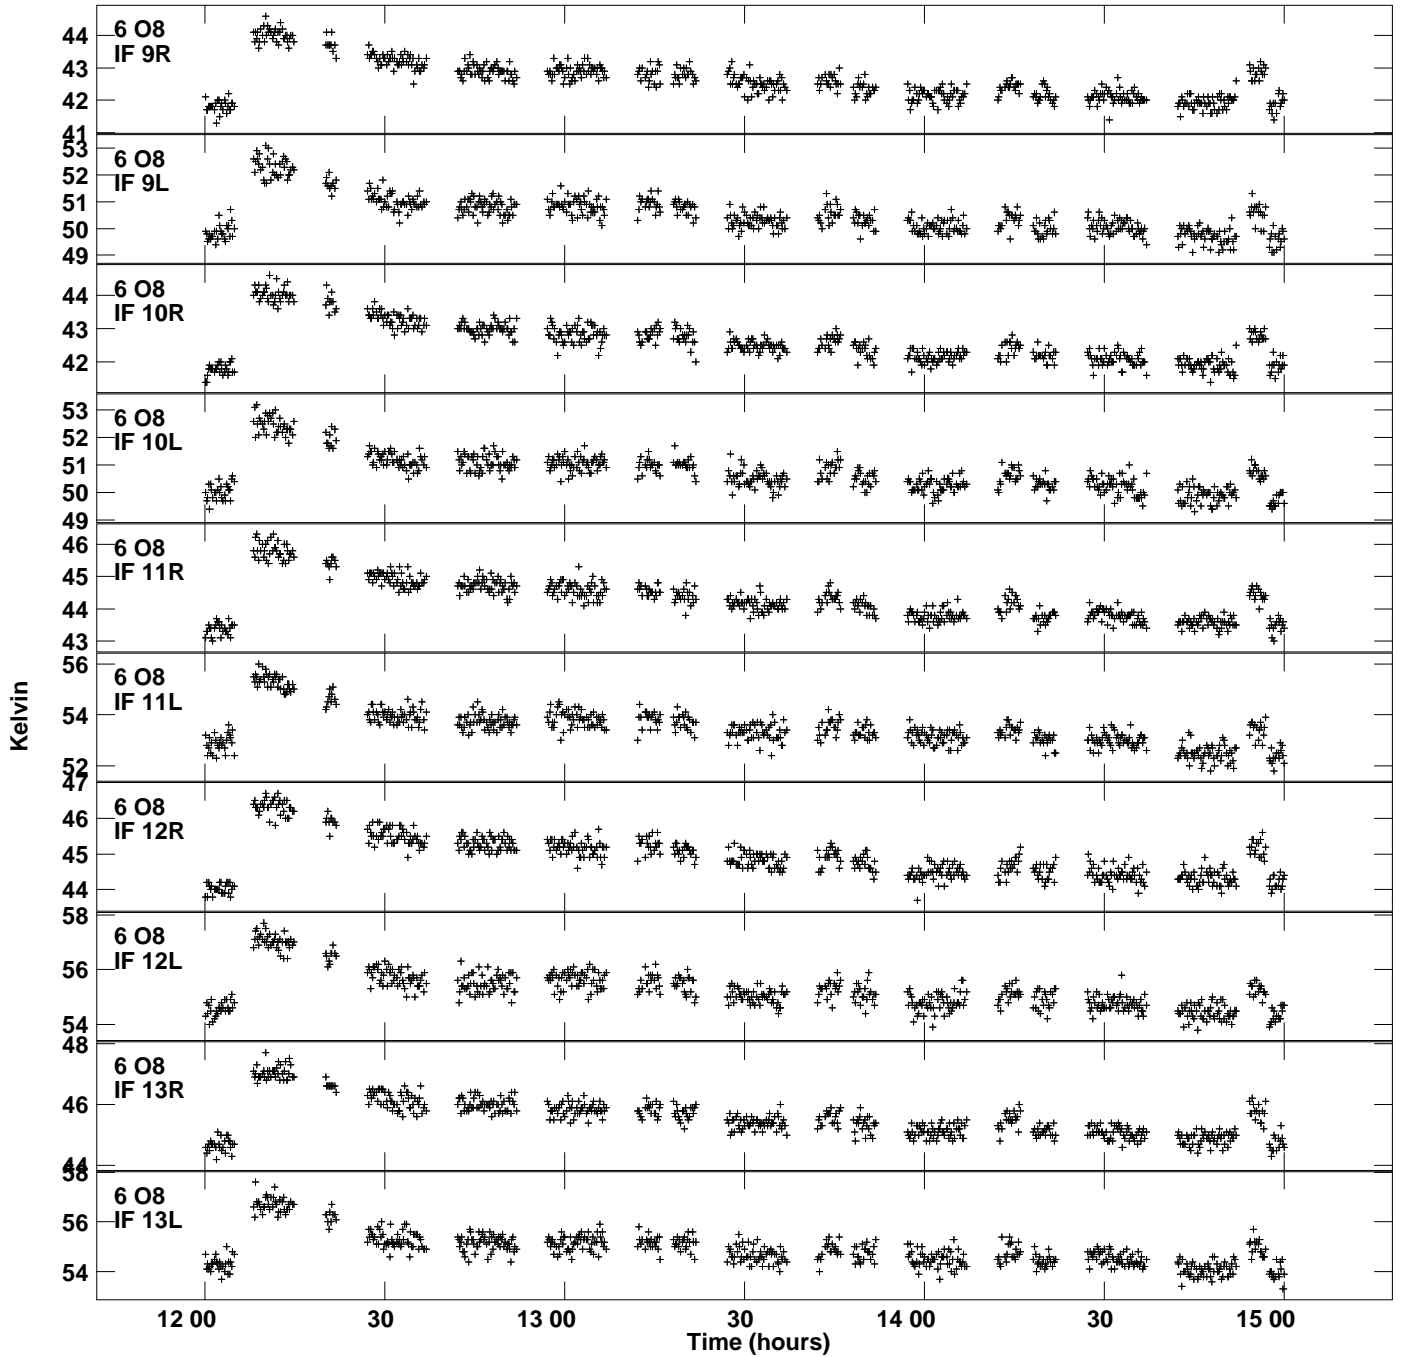 6 O8
IF 9R
44
43
42
41
6 O8
IF 9L
53
52
51
50
49
6 O8
IF 10R
44
43
42
6 O8
IF 10L
53
52
51
50
49
6 O8
IF 11R
46
45
44
43
6 O8
IF 11L
56
54
52
6 O8
IF 12R
47
46
45
44
6 O8
IF 12L
58
56
54
6 O8
IF 13R
48
46
44
6 O8
IF 13L
58
56
54
Kelvin
12 00 30 13 00 30 14 00 30 15 00
Time (hours)